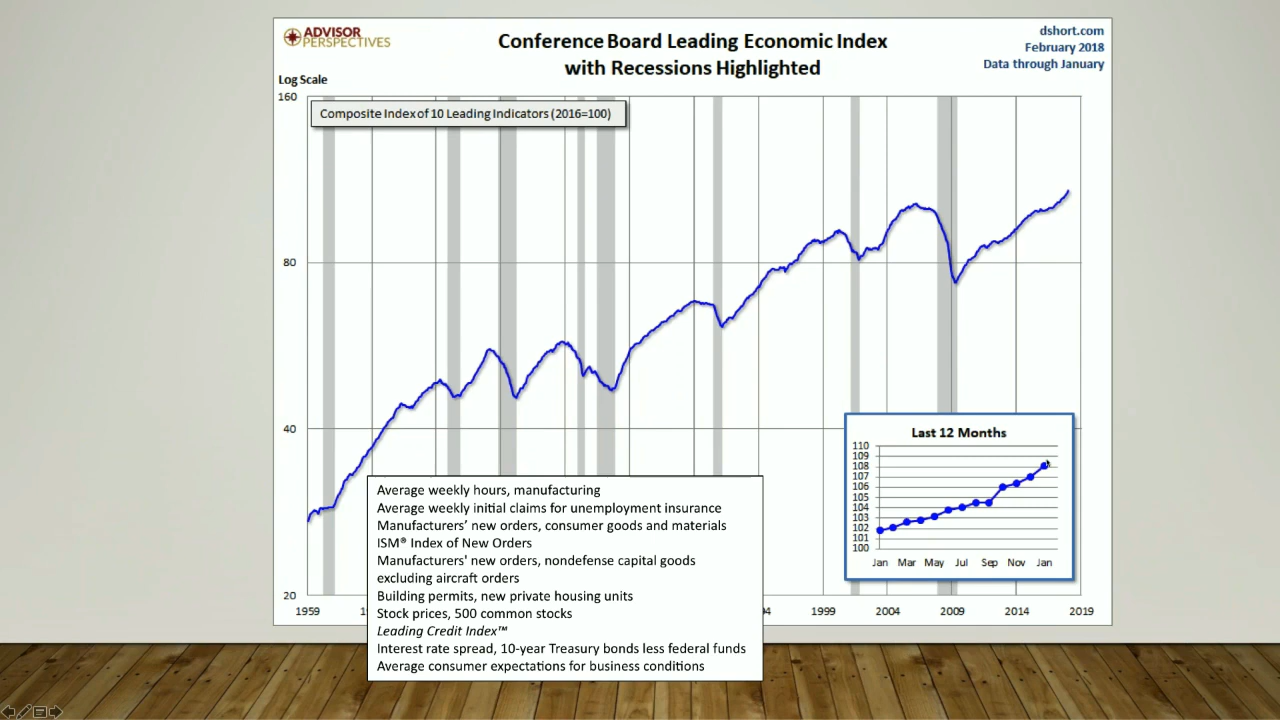 ADVISOR
PERSPECTIVES
Conference Board Leading Economic Index
with Recessions Highlighted
dshort.com
February 2018
Data through January
Log Scale
160
Composite Index of 10 Leading Indicators (2016=100)
80
40
20
Last 12 Months
110
109
108
106
105
104
103
102
101
100
Jan Mar May Jul Sep Nov Jan
Average weekly hours, manufacturing
Average weekly initial claims for unemployment insurance
Manufacturers’ new orders, consumer goods and materials
ISM® Index of New Orders
Manufacturers' new orders, nondefense capital goods
excluding aircraft orders
Building permits, new private housing units
Stock prices, 500 common stocks
Leading Credit Index™
Interest rate spread, 10-year Treasury bonds less federal funds
Average consumer expectations for business conditions
1959 1999 2004 2009 2014 2019